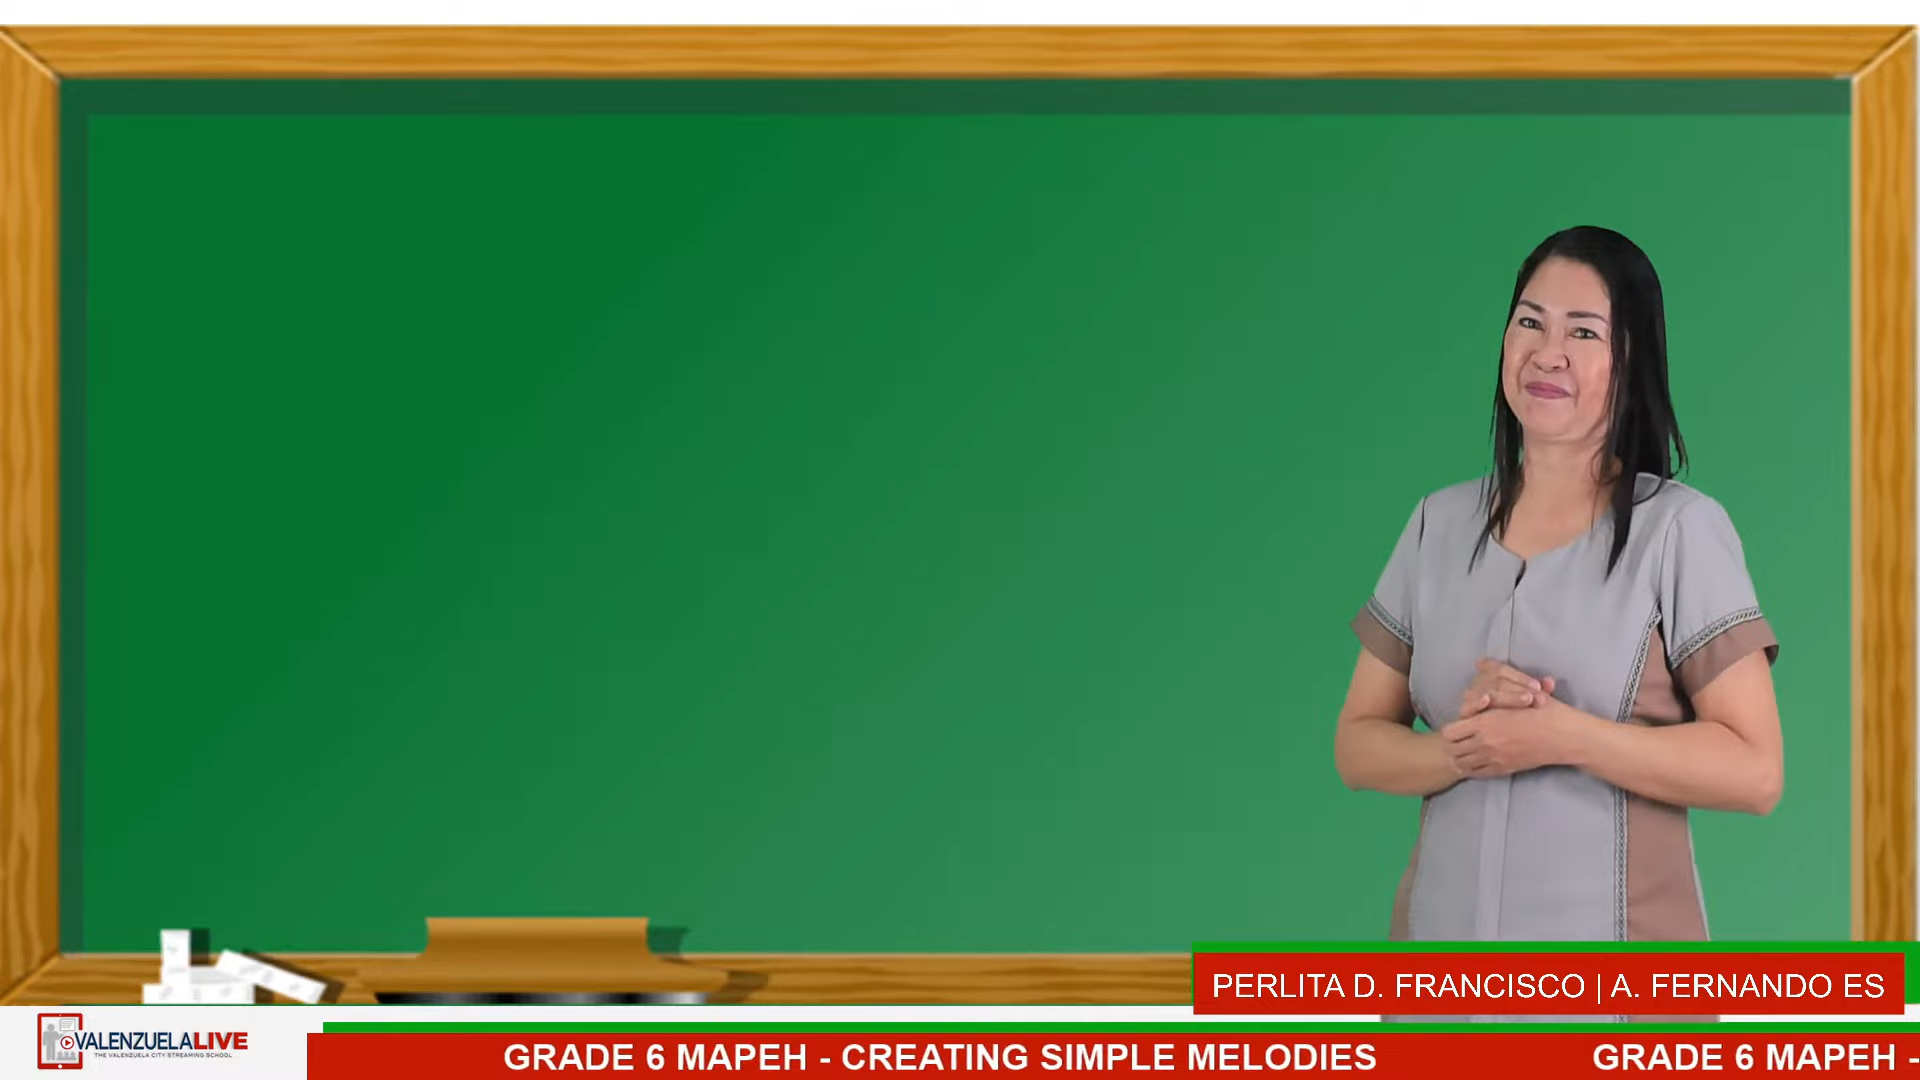 PERLITA D. FRANCISCO | A. FERNANDO ES
VALENZUELALIVE
THE VALENZUELA CITY STREAMING SCHOOL
GRADE 6 MAPEH - CREATING SIMPLE MELODIES
GRADE 6 MAPEH -